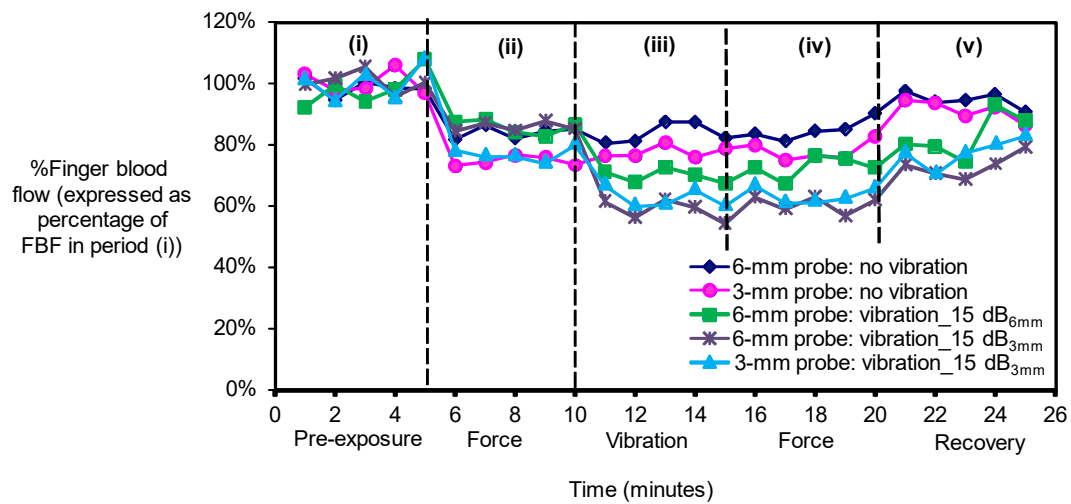 120%
100%
80%
60%
40%
20%
0%
%Finger blood
flow (expressed as
percentage of
FBF in period (i))
(i)
(ii)
(iii)
(iv)
(v)
6-mm probe: no vibration
3-mm probe: no vibration
6-mm probe: vibration_15 dB6mm
6-mm probe: vibration_15 dB3mm
3-mm probe: vibration_15 dB3mm
0 2 4 6 8 10 12 14 16 18 20 22 24 26
Pre-exposure Force Vibration Force Recovery
Time (minutes)